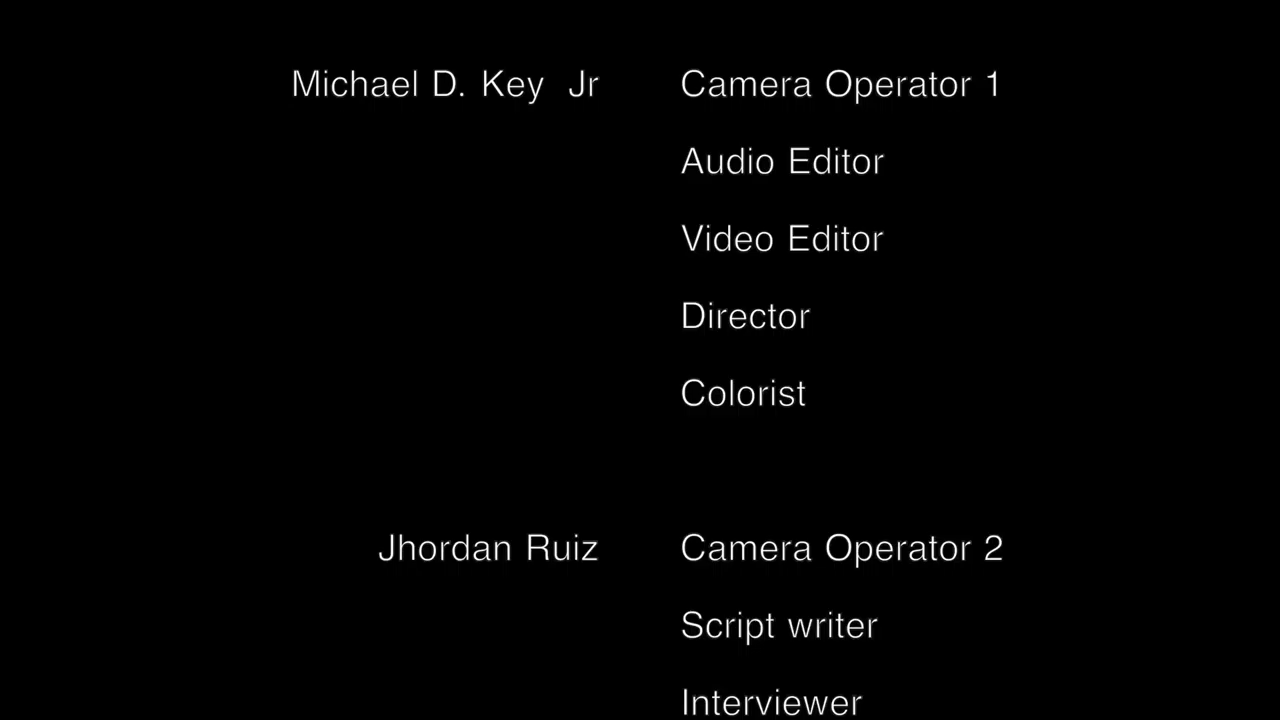 Michael D. Key  Jr Camera Operator 1
Audio Editor
Video Editor
Director
Colorist
Jhordan Ruiz Camera Operator 2
Script writer
Interviewer